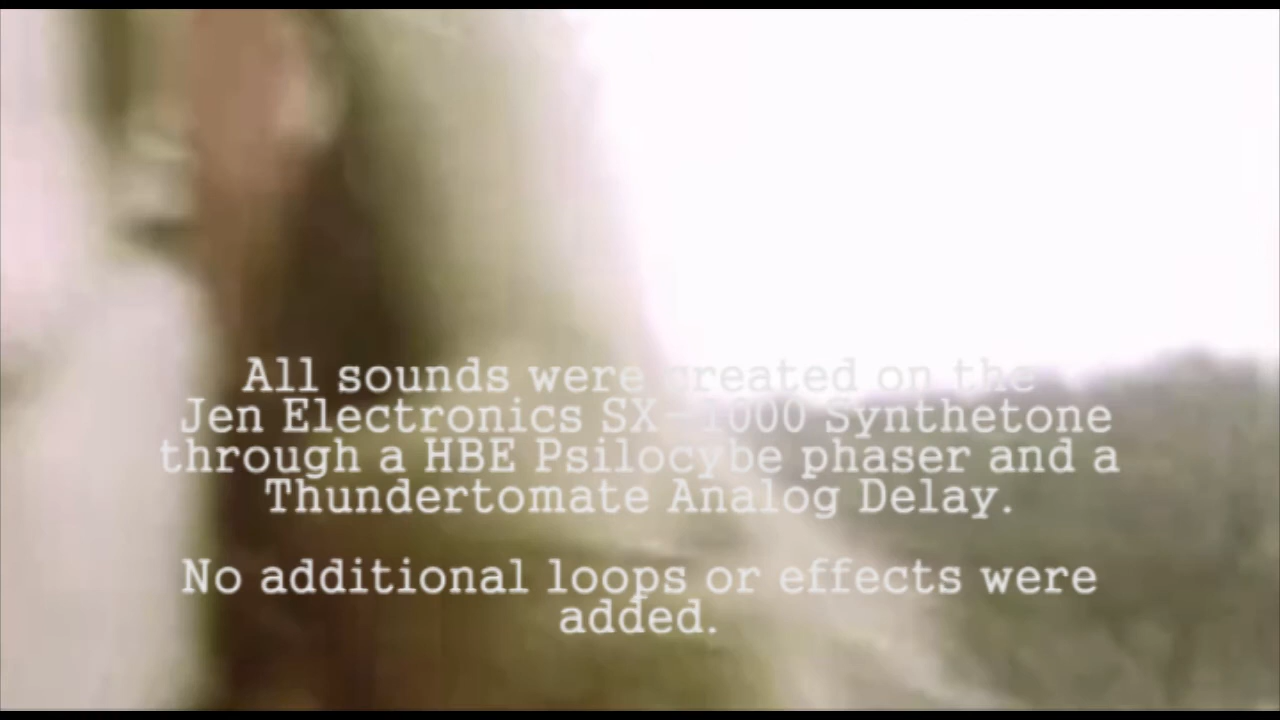 All sounds were created on the
Jen Electronics SX-1000 Synthetone
through a HBE Psilocybe phaser and a
Thundertomate Analog Delay.
No additional loops or effects were
added.